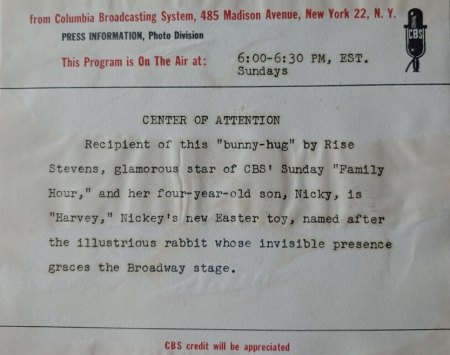 from Columbia Broadcasting System, 485 Madison Avenue, New York 22, N. Y.
PRESS INFORMATION, Photo Division
CBS
This Program is On The Air at:
6:00-6:30 PM, EST.
Sundays
CENTER OF ATTENTION
Recipient of this "bunny-hug" by Rise
Stevens, glamorous star of CBS' Sunday "Family
Hour," and her four-year-old son, Nicky, is
"Harvey," Nickey's new Easter toy, named after
the illustrious rabbit whose invisible presence
graces the Broadway stage.
CBS credit will be appreciated